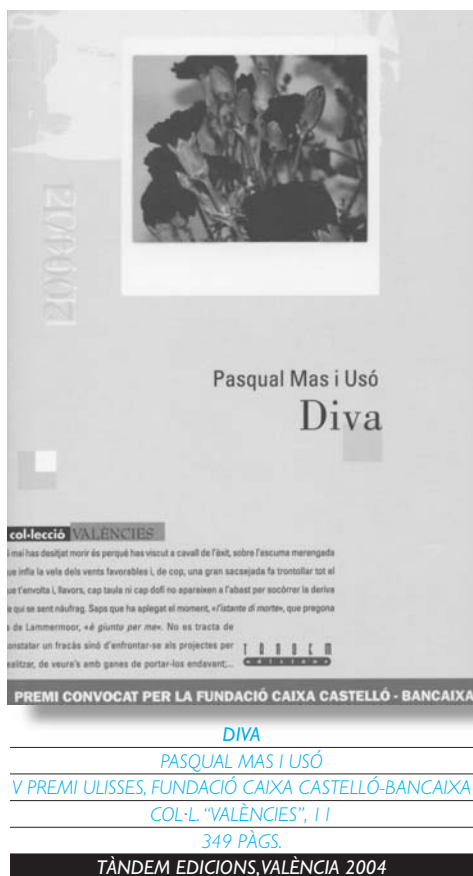 2004/12
Pasqual Mas i Usó
Diva
col·lecció VALÈNCIES
i mai has desitjat morir és perquè has viscut a cavall de l'èxit, sobre l'escuma merengada
ue infla la vela dels vents favorables i, de cop, una gran sacsejada fa trontollar tot el
ue t'envolta i, llavors, cap taula ni cap dofí no apareixen a l'abast per socórrer la deriva
e qui se sent nàufrag. Saps que ha aplegat el moment, «l'istante di morte», que pregona
a de Lammermoor, «è giunto per me». No es tracta de
onstatar un fracàs sinó d'enfrontar-se als projectes per
ealitzar, de veure's amb ganes de portar-los endavant;...
TÀNDEM
edicions
PREMI CONVOCAT PER LA FUNDACIÓ CAIXA CASTELLÓ - BANCAIXA
DIVA
PASQUAL MAS I USÓ
V PREMI ULISSES, FUNDACIÓ CAIXA CASTELLÓ-BANCAIXA
COL·L. “VALÈNCIES”, 11
349 PÀGS.
TÀNDEM EDICIONS,VALÈNCIA 2004